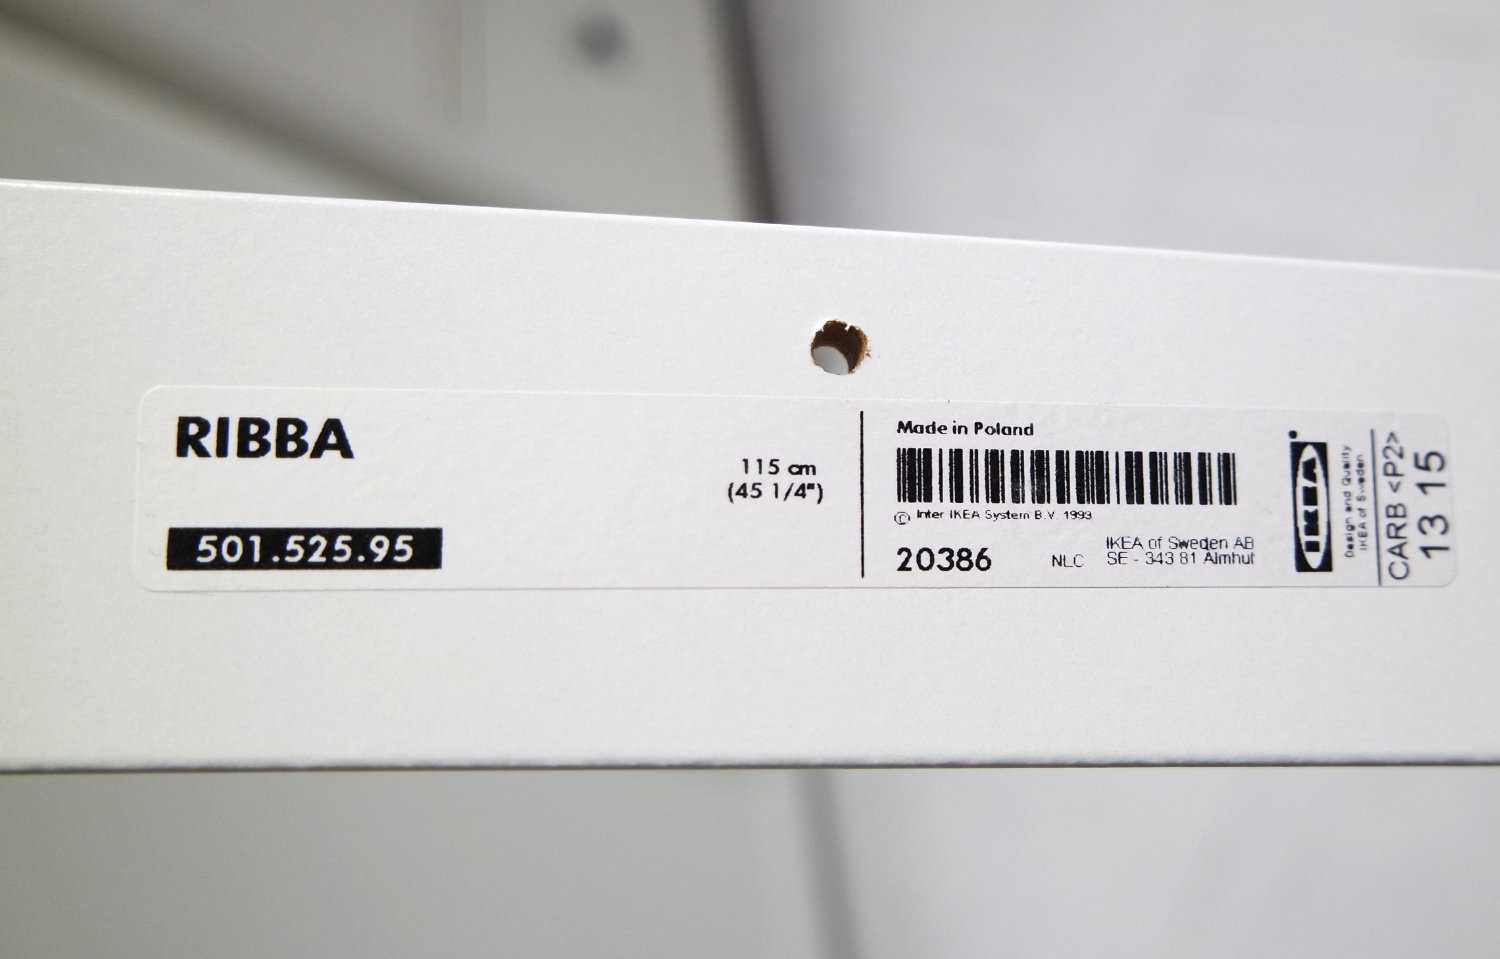 RIBBA
115 cm
(45 1/4")
501.525.95
Made in Poland
© Inter IKEA System B.V. 1993
20386
NLC
IKEA of Sweden AB
SE - 343 81 Almhult
IKEA
Design and Quality
IKEA of Sweden
CARB <P2>
13 15